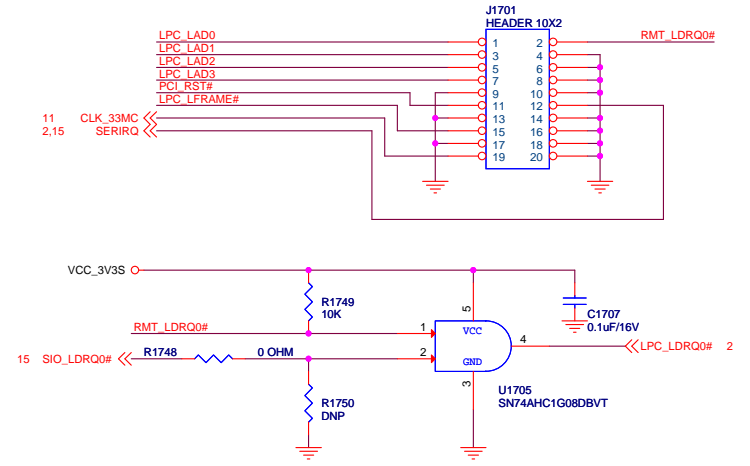 J1701
HEADER 10X2
LPC_LAD0 1 2 RMT_LDRQ0#
LPC_LAD1 3 4
LPC_LAD2 5 6
LPC_LAD3 7 8
PCI_RST# 9 10
LPC_LFRAME# 11 12
11 CLK_33MC 13 14
2,15 SERIRQ 15 16
17 18
19 20
VCC_3V3S
R1749
10K
C1707
0.1uF/16V
5
RMT_LDRQ0# 1 VCC
4 LPC_LDRQ0# 2
15 SIO_LDRQ0# R1748 0 OHM 2 GND
3
U1705
SN74AHC1G08DBVT
R1750
DNP